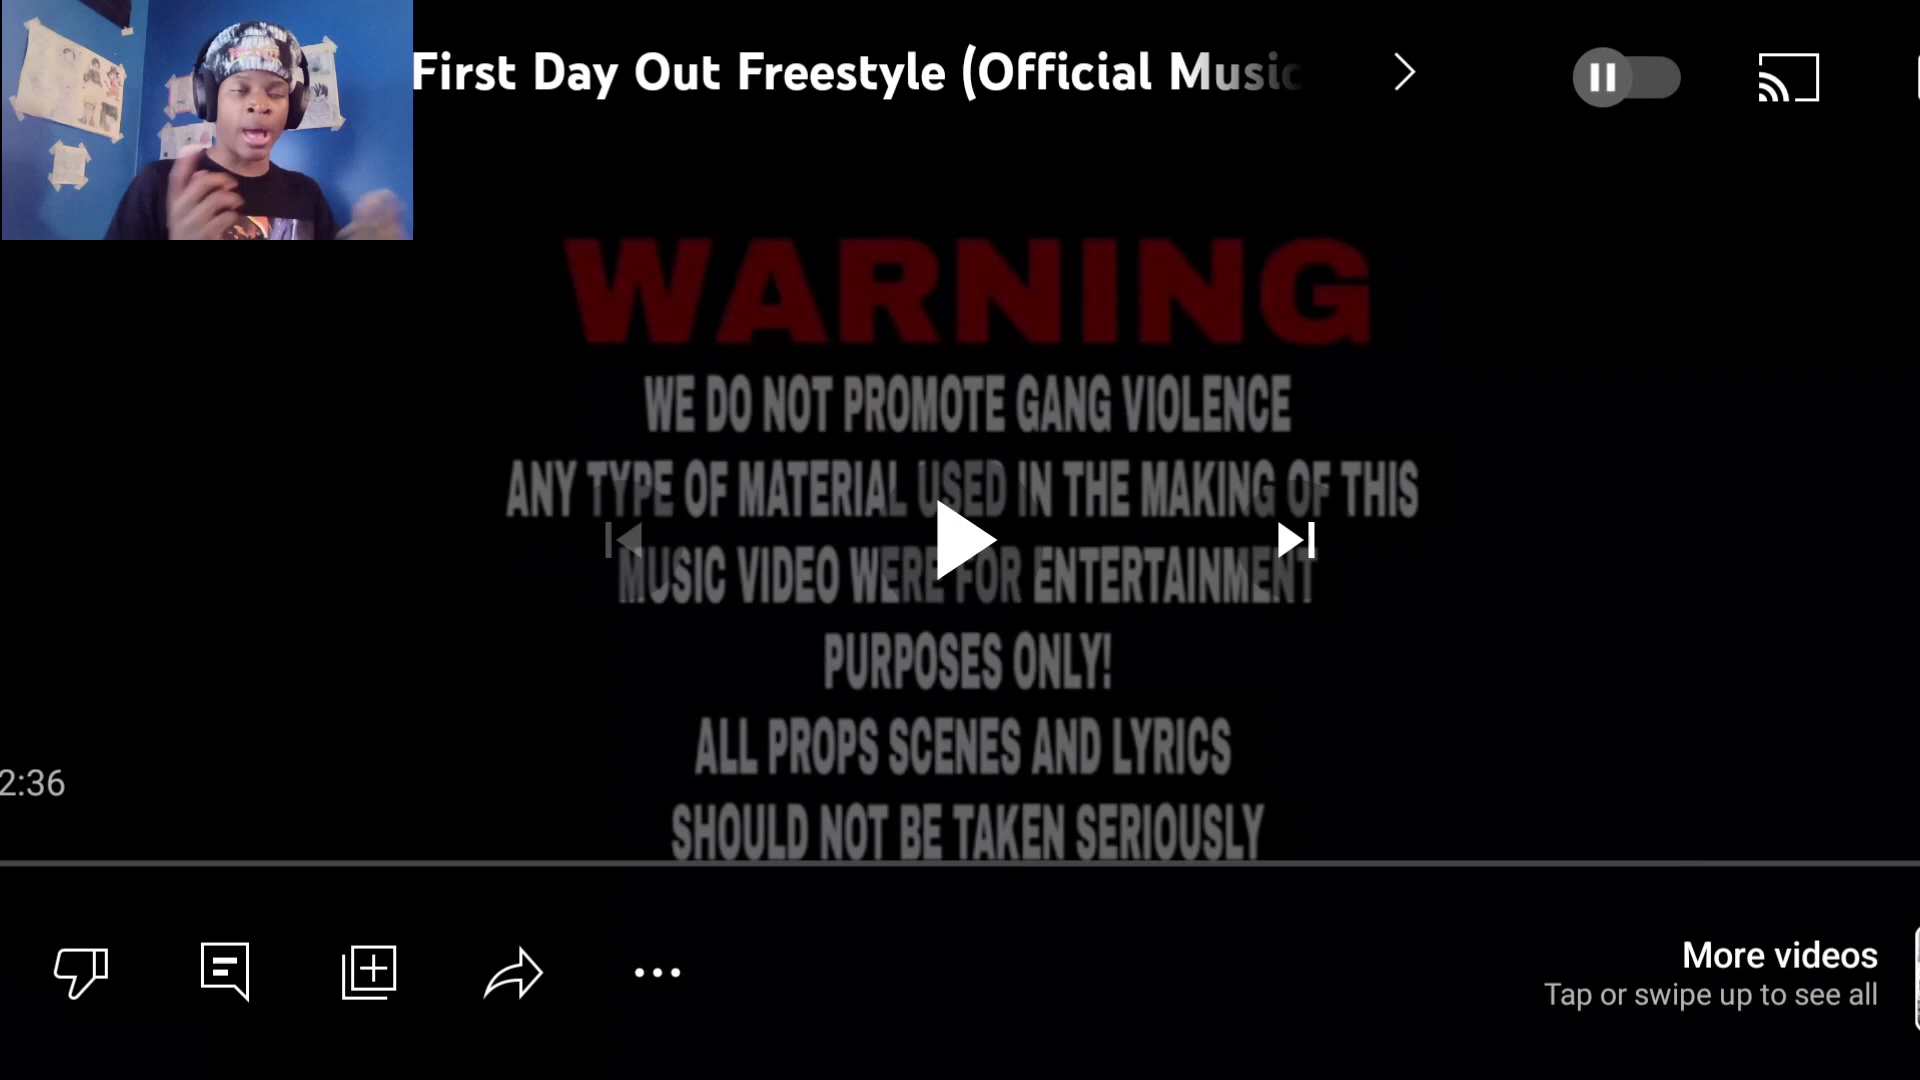 First Day Out Freestyle (Official Music
WARNING
WE DO NOT PROMOTE GANG VIOLENCE
ANY TYPE OF MATERIAL USED IN THE MAKING OF THIS
MUSIC VIDEO WERE FOR ENTERTAINMENT
PURPOSES ONLY!
ALL PROPS SCENES AND LYRICS
SHOULD NOT BE TAKEN SERIOUSLY
2:36
More videos
Tap or swipe up to see all